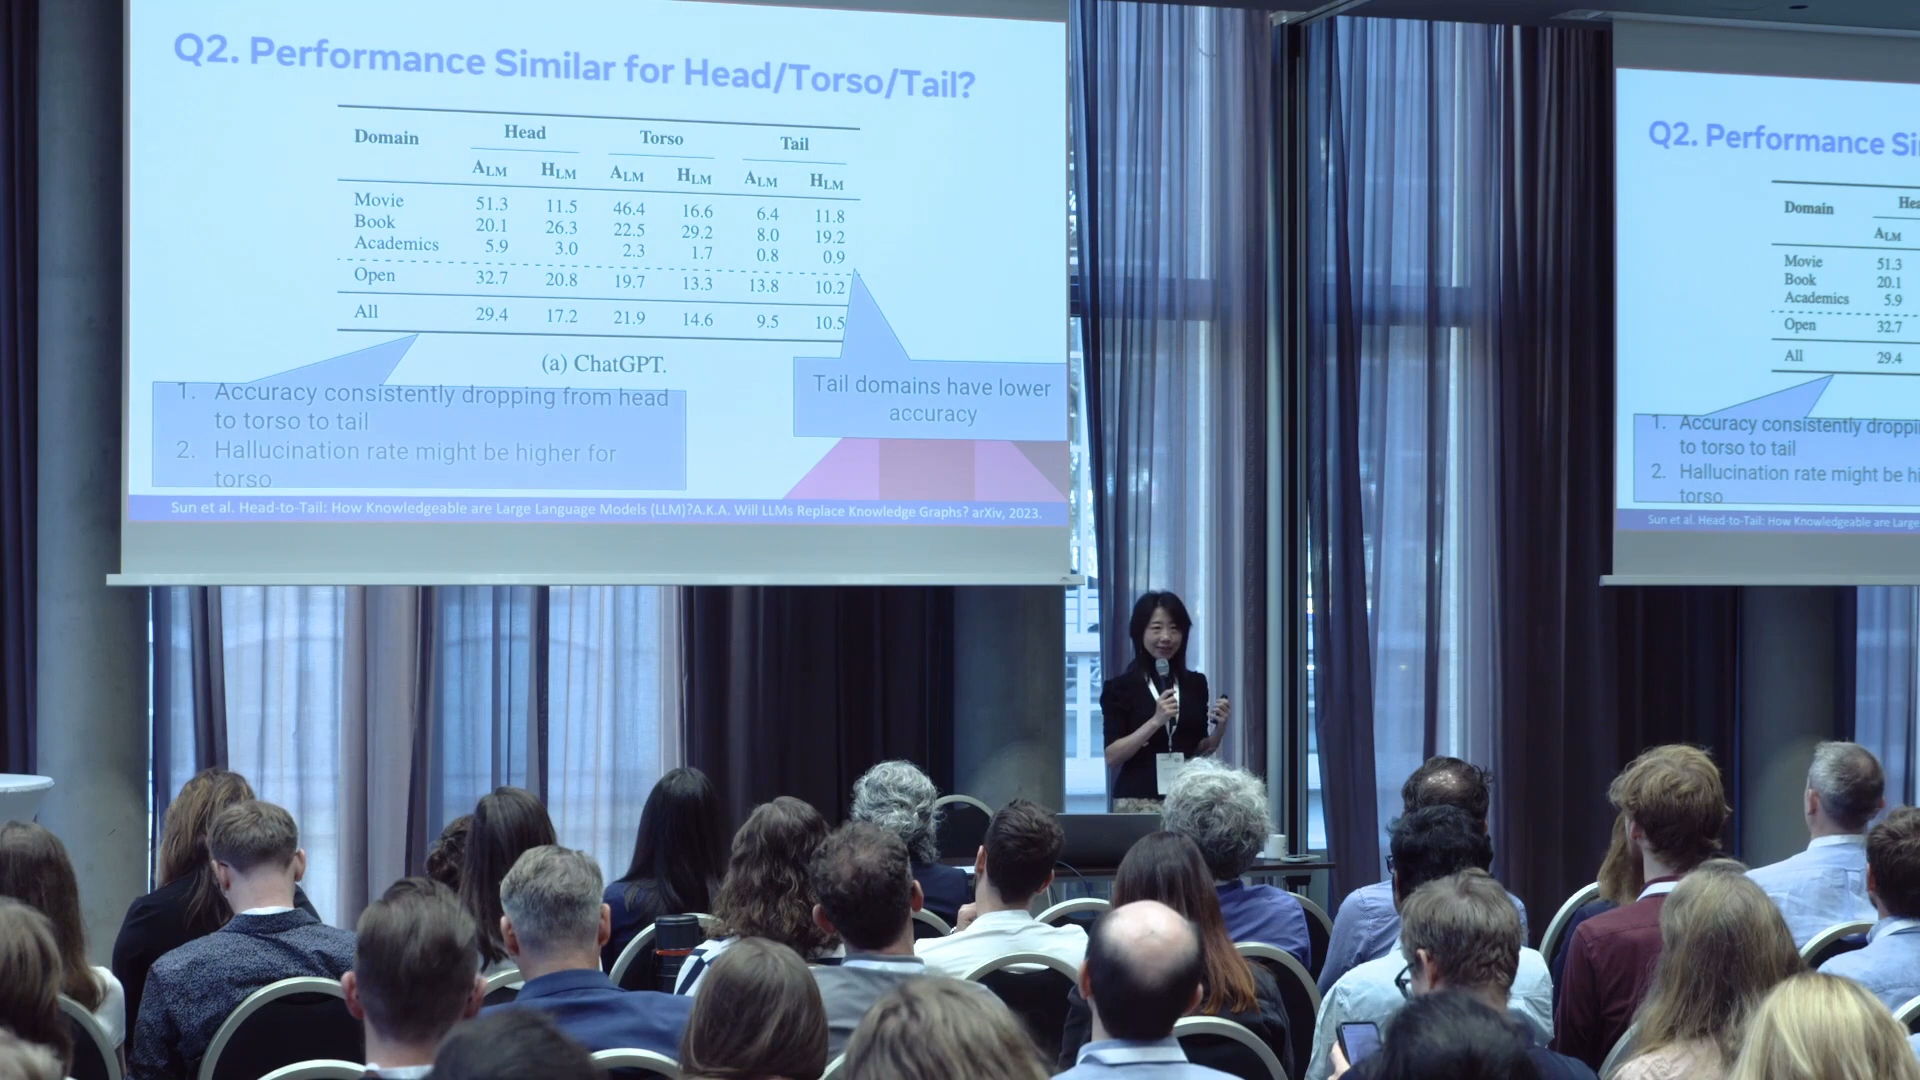 Q2. Performance Similar for Head/Torso/Tail?
Domain Head Torso Tail
ALM HLM ALM HLM ALM HLM
Movie 51.3 11.5 46.4 16.6 6.4 11.8
Book 20.1 26.3 22.5 29.2 8.0 19.2
Academics 5.9 3.0 2.3 1.7 0.8 0.9
Open 32.7 20.8 19.7 13.3 13.8 10.2
All 29.4 17.2 21.9 14.6 9.5 10.5
(a) ChatGPT.
1. Accuracy consistently dropping from head
to torso to tail
2. Hallucination rate might be higher for
torso
Tail domains have lower
accuracy
Sun et al. Head-to-Tail: How Knowledgeable are Large Language Models (LLM)?A.K.A. Will LLMs Replace Knowledge Graphs? arXiv, 2023.
Q2. Performance Si
Domain Hea
ALM
Movie 51.3
Book 20.1
Academics 5.9
Open 32.7
All 29.4
1. Accuracy consistently droppi
to torso to tail
2. Hallucination rate might be hi
torso
Sun et al. Head-to-Tail: How Knowledgeable are Large